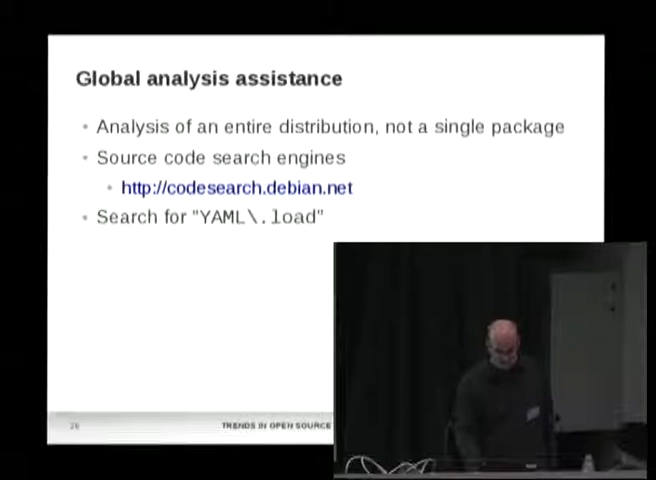 Global analysis assistance
Analysis of an entire distribution, not a single package
Source code search engines
http://codesearch.debian.net
Search for "YAML\.load"
26
TRENDS IN OPEN SOURCE